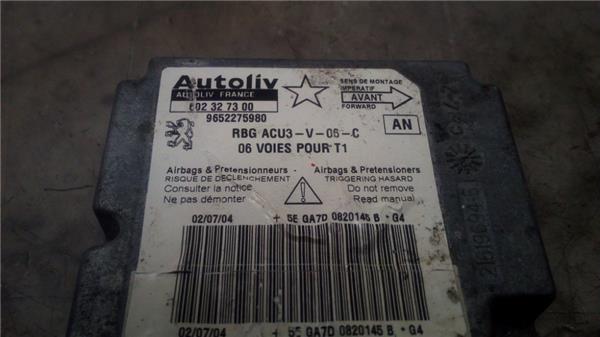 Autoliv
AUTOLIV FRANCE
602 32 73 00
9652275980
SENS DE MONTAGE
IMPERATIF
AVANT
FORWARD
AN
RBG ACU3-V-06-C
06 VOIES POUR T1
Airbags & Pretensionneurs
RISQUE DE DECLENCHEMENT
Consulter la notice
Ne pas démonter
Airbags & Pretensioners
TRIGGERING HASARD
Do not remove
Read manual
02/07/04 + 5E GA7D 0820145 B * G4
02/07/04 + 5E GA7D 0820145 B * G4